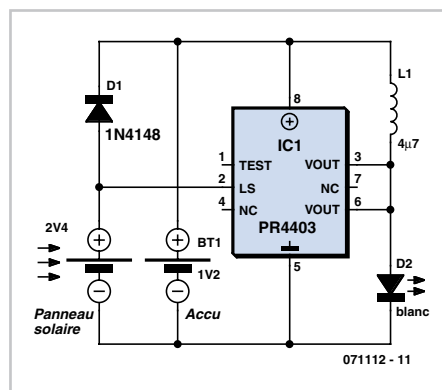 D1
1N4148
L1
4µ7
8
IC1
1 TEST VOUT 3
2 LS NC 7
4 NC VOUT 6
PR4403
5
2V4
BT1
1V2
Panneau
solaire
Accu
D2
blanc
071112 - 11